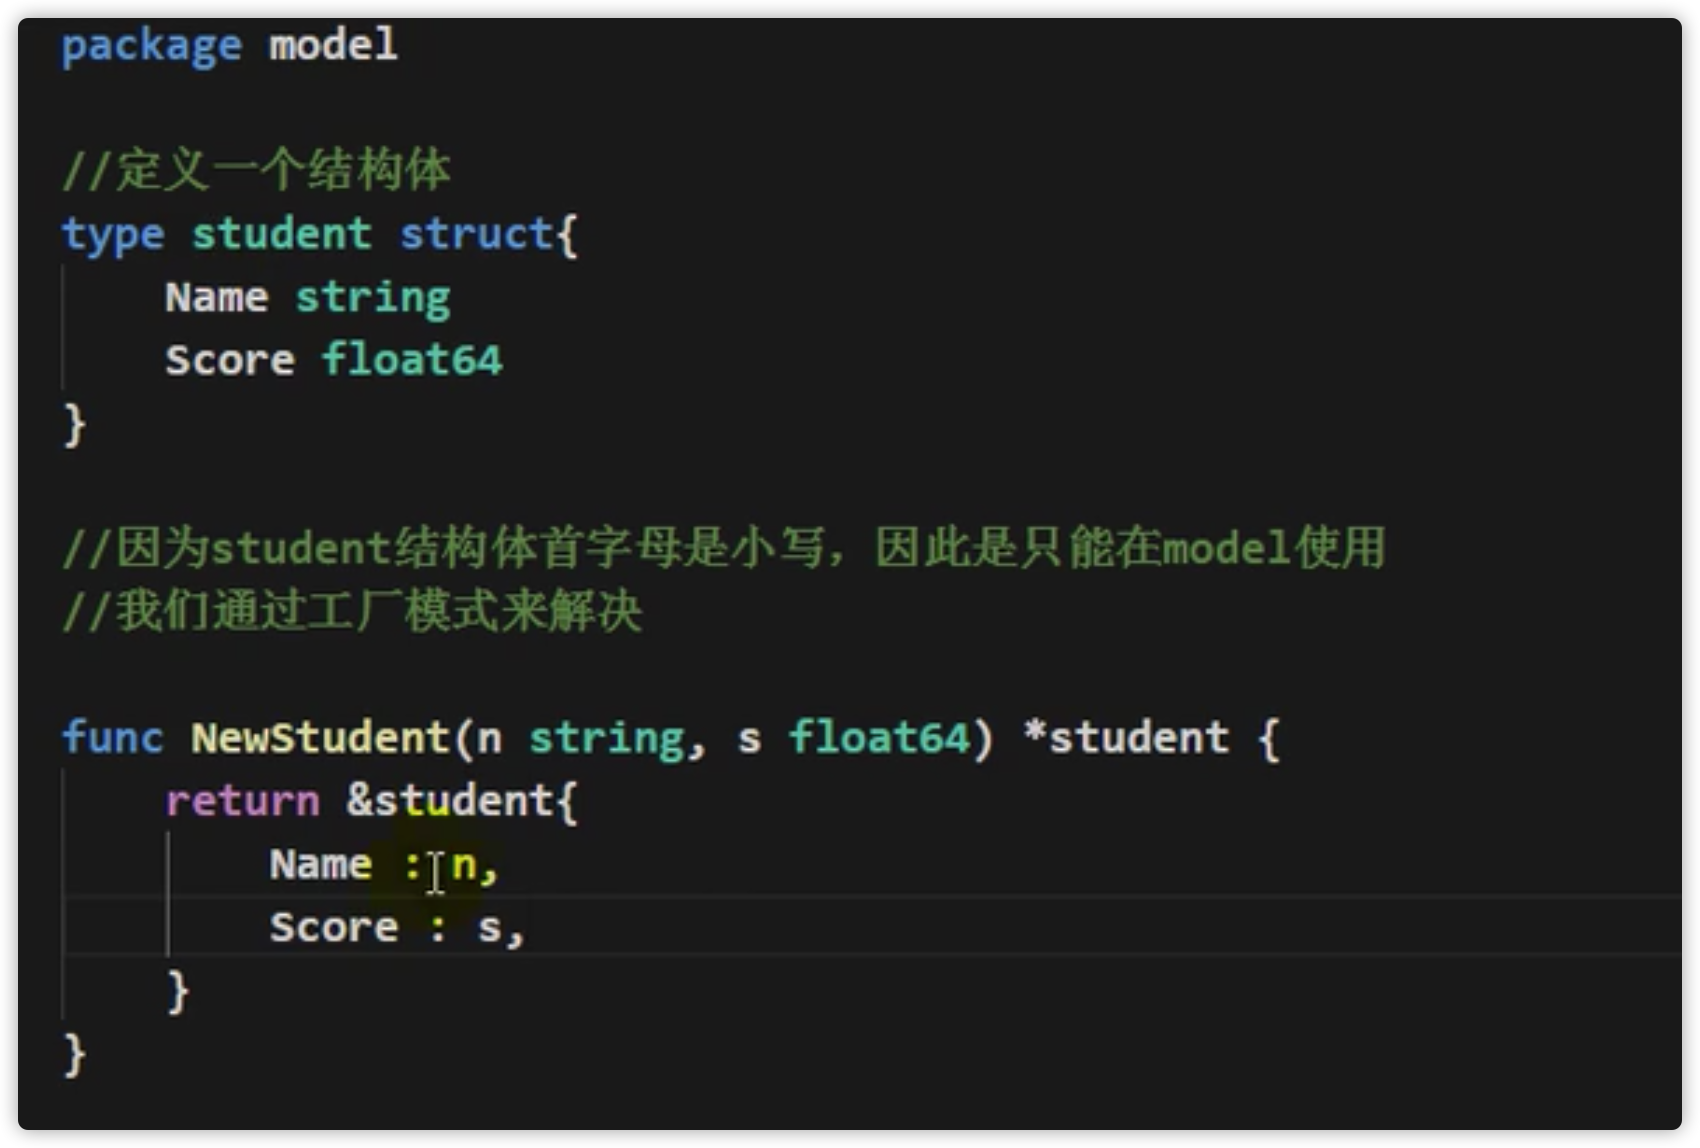 package model
//定义一个结构体
type student struct{
Name string
Score float64
}
//因为student结构体首字母是小写，因此是只能在model使用
//我们通过工厂模式来解决
func NewStudent(n string, s float64) *student {
return &student{
Name : n,
Score : s,
}
}